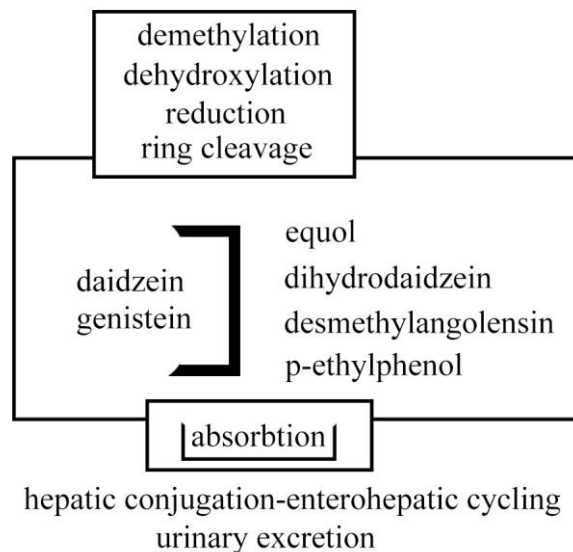 demethylation
dehydroxylation
reduction
ring cleavage
daidzein
genistein
equol
dihydrodaidzein
desmethylangolensin
p-ethylphenol
absorbtion
hepatic conjugation-enterohepatic cycling
urinary excretion